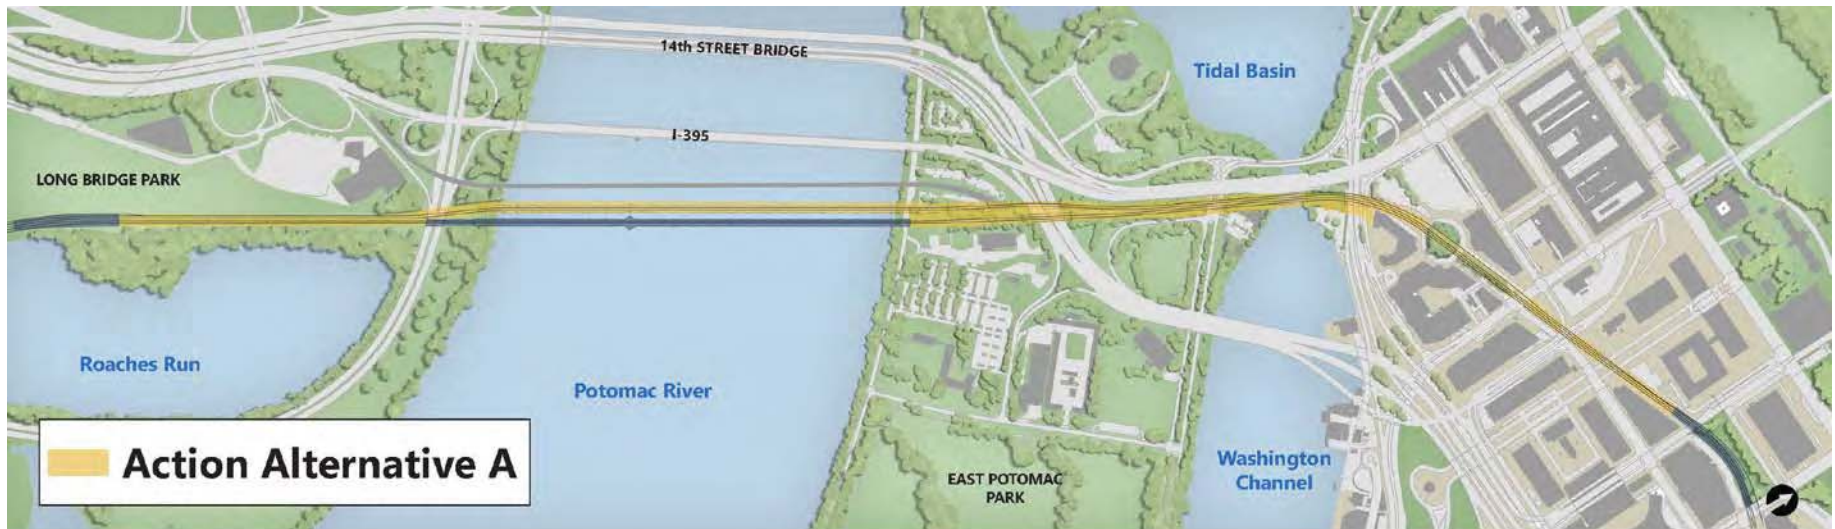 14th STREET BRIDGE
Tidal Basin
I-395
LONG BRIDGE PARK
Roaches Run
Potomac River
Action Alternative A
EAST POTOMAC
PARK
Washington
Channel